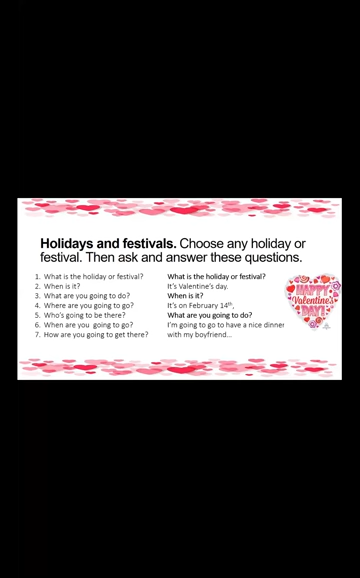 Holidays and festivals. Choose any holiday or
festival. Then ask and answer these questions.
1. What is the holiday or festival?
2. When is it?
3. What are you going to do?
4. Where are you going to go?
5. Who's going to be there?
6. When are you going to go?
7. How are you going to get there?
What is the holiday or festival?
It's Valentine's day.
When is it?
It's on February 14th,
What are you going to do?
I'm going to go to have a nice dinner
with my boyfriend...
HAPPY
Valentine's
DAY!